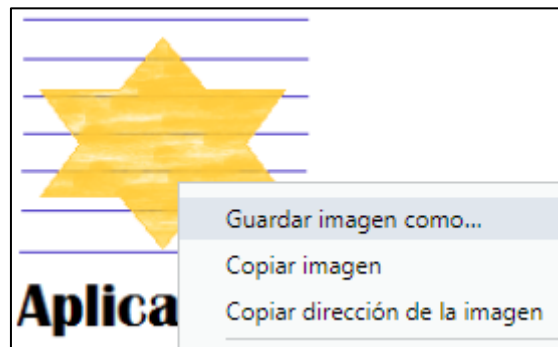 Guardar imagen como...
Copiar imagen
Aplica
Copiar dirección de la imagen